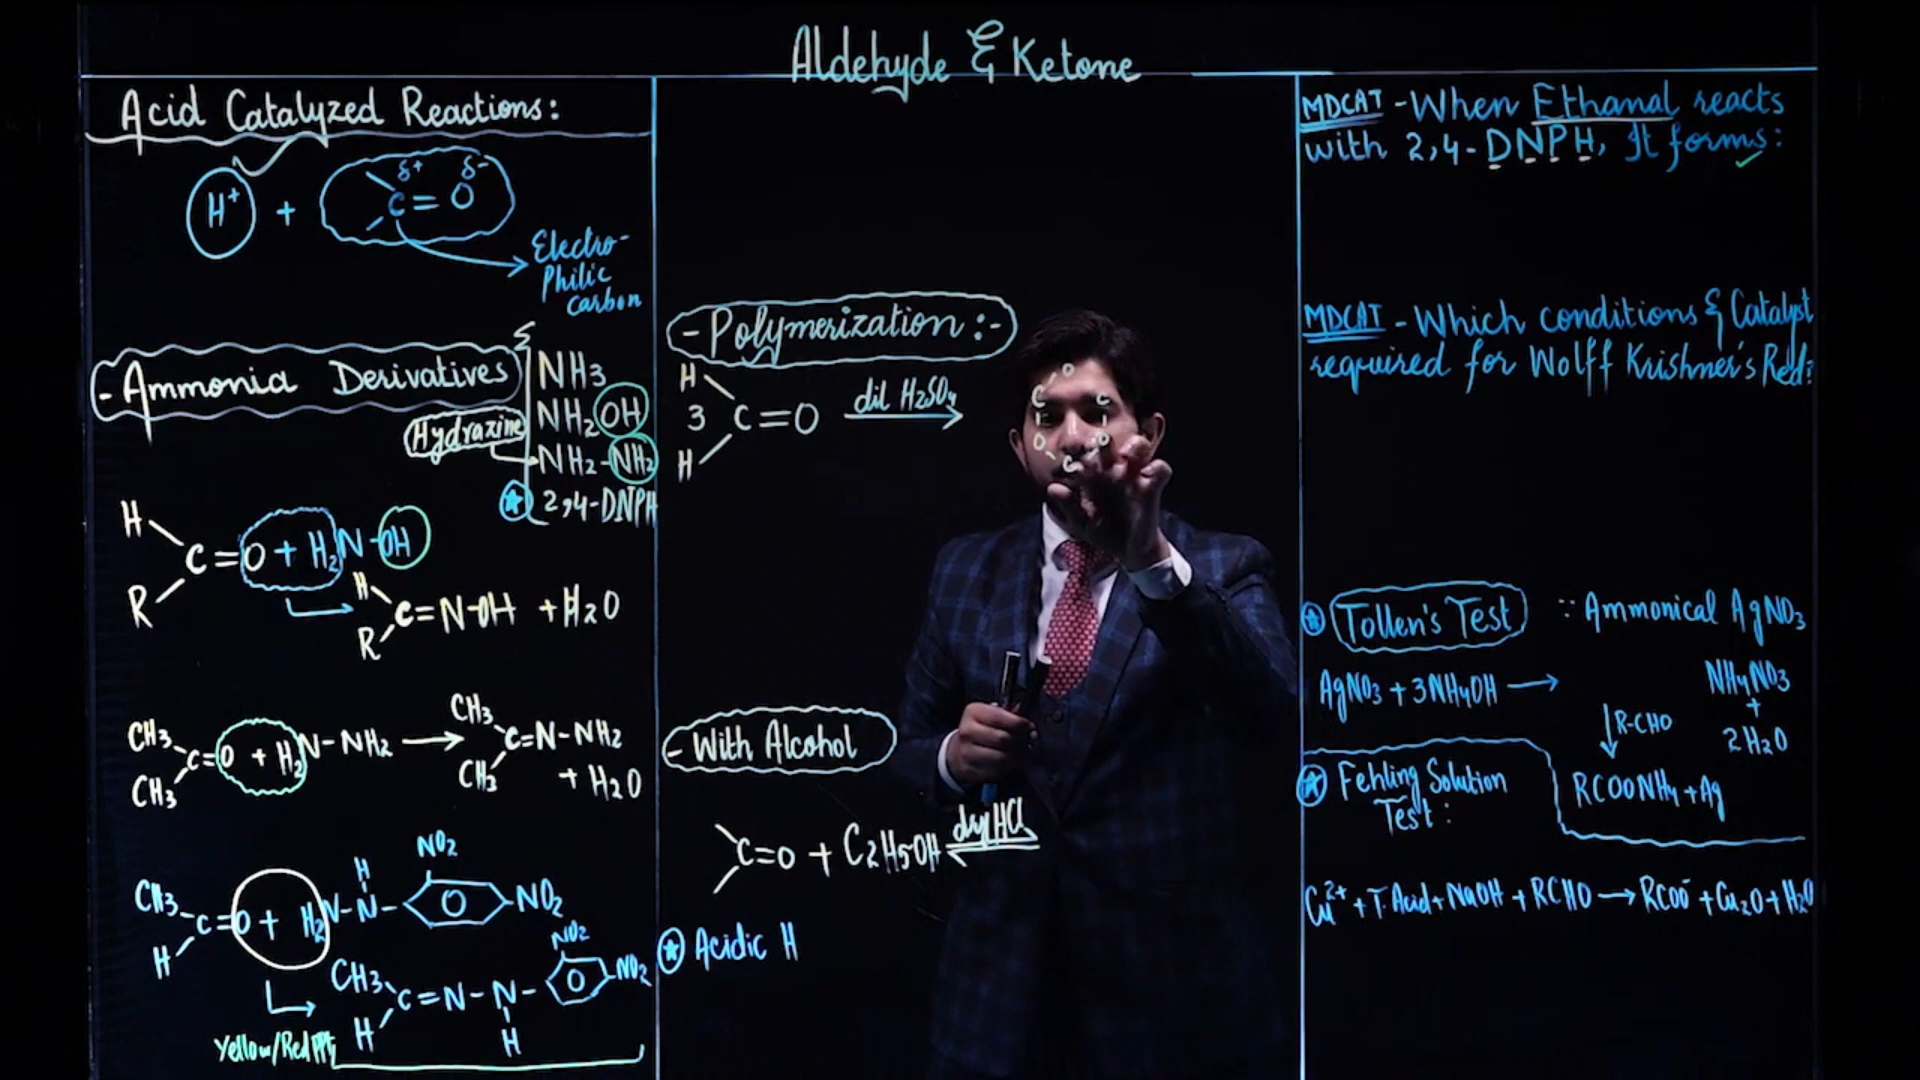 Aldehyde & Ketone
Acid Catalyzed Reactions:
H+ + C = O
δ+ δ-
Electro-
Philic
carbon
- Ammonia Derivatives
NH3
NH2 OH
Hydrazine
NH2-NH2
2,4-DNPH
H
C=O + H2N-OH
R
H
C=N-OH + H2O
R
CH3
C=O + H2N-NH2 → C=N-NH2
CH3
CH3
CH3
+ H2O
NO2
H
CH3
C=O + H2N-N- O -NO2
H
NO2
CH3
C=N-N- O -NO2
H
H
Yellow/Red PPt
- Polymerization :-
H
3 C=O dil H2SO4
H
O
C C
O O
C
- With Alcohol
C=O + C2H5OH dry HCl
Acidic H
MDCAT - When Ethanal reacts
with 2,4-DNPH, It forms:
MDCAT - Which conditions & Catalyst
required for Wolff Krishner's Red?
Tollen's Test ∵ Ammonical AgNO3
AgNO3 + 3NH4OH →
NH4NO3
+
2H2O
↓R-CHO
RCOONH4 + Ag
Fehling Solution
Test :
Cu2+ + T.Acid + NaOH + RCHO → RCOO- + Cu2O + H2O